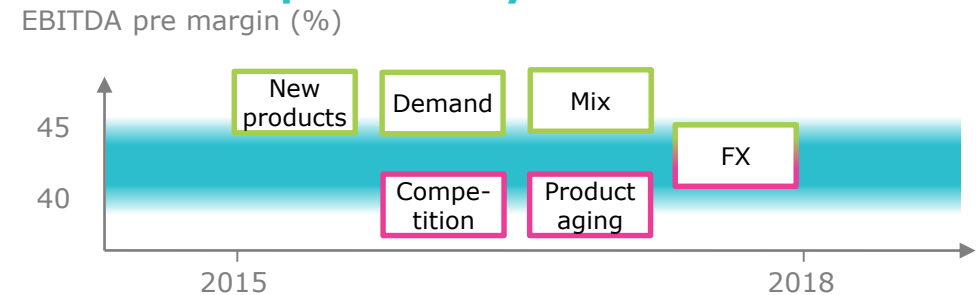 EBITDA pre margin (%)
New
products
Demand
Mix
45
FX
40
Compe-
tition
Product
aging
2015
2018